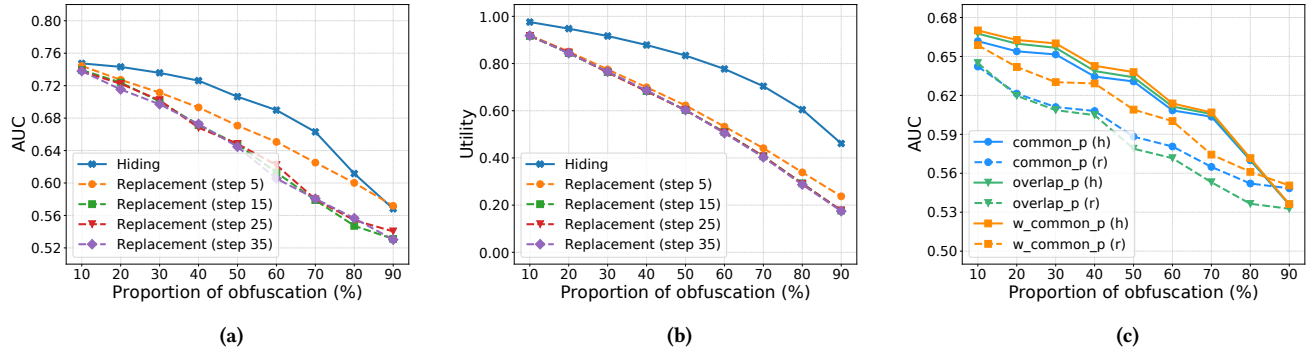 0.80
0.76
0.72
0.68
0.64
0.60
0.56
0.52
AUC
Hiding
Replacement (step 5)
Replacement (step 15)
Replacement (step 25)
Replacement (step 35)
10 20 30 40 50 60 70 80 90
Proportion of obfuscation (%)
(a)
1.00
0.80
0.60
0.40
0.20
0.00
Utility
Hiding
Replacement (step 5)
Replacement (step 15)
Replacement (step 25)
Replacement (step 35)
10 20 30 40 50 60 70 80 90
Proportion of obfuscation (%)
(b)
0.68
0.65
0.62
0.59
0.56
0.53
0.50
AUC
common_p (h)
common_p (r)
overlap_p (h)
overlap_p (r)
w_common_p (h)
w_common_p (r)
10 20 30 40 50 60 70 80 90
Proportion of obfuscation (%)
(c)